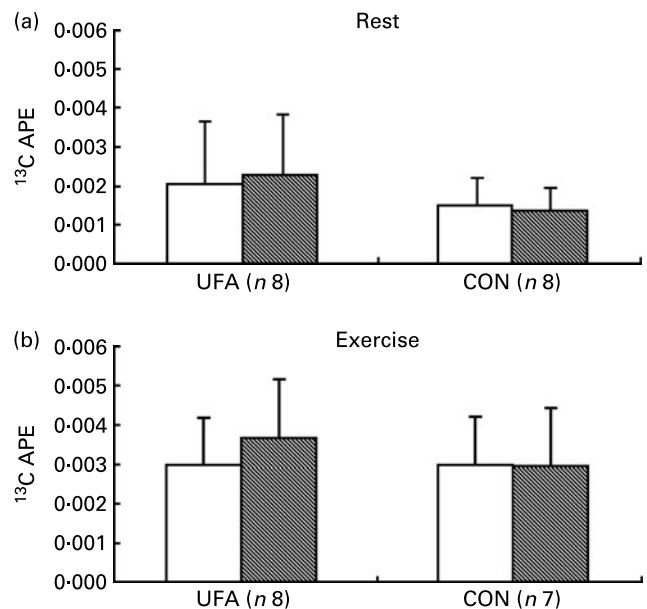 (a) Rest
0·006
0·005
0·004
0·003
0·002
0·001
0·000
¹³C APE
UFA (n 8) CON (n 8)
(b) Exercise
0·006
0·005
0·004
0·003
0·002
0·001
0·000
¹³C APE
UFA (n 8) CON (n 7)